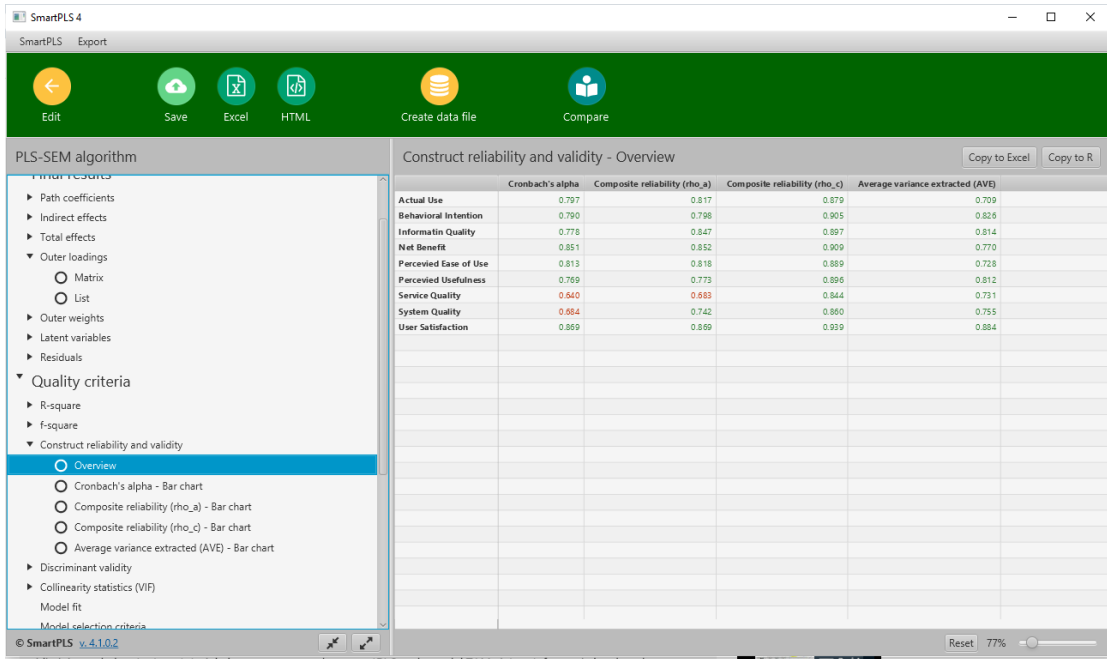 SmartPLS 4
SmartPLS Export
Edit Save Excel HTML Create data file Compare
PLS-SEM algorithm
Final results
Path coefficients
Indirect effects
Total effects
Outer loadings
Matrix
List
Outer weights
Latent variables
Residuals
Quality criteria
R-square
f-square
Construct reliability and validity
Overview
Cronbach's alpha - Bar chart
Composite reliability (rho_a) - Bar chart
Composite reliability (rho_c) - Bar chart
Average variance extracted (AVE) - Bar chart
Discriminant validity
Collinearity statistics (VIF)
Model fit
Model selection criteria
© SmartPLS v. 4.1.0.2
Construct reliability and validity - Overview Copy to Excel Copy to R
Cronbach's alpha Composite reliability (rho_a) Composite reliability (rho_c) Average variance extracted (AVE)
Actual Use 0.797 0.817 0.879 0.709
Behavioral Intention 0.790 0.798 0.905 0.826
Informatin Quality 0.778 0.847 0.897 0.814
Net Benefit 0.851 0.852 0.909 0.770
Percevied Ease of Use 0.813 0.818 0.889 0.728
Percevied Usefulness 0.769 0.773 0.896 0.812
Service Quality 0.640 0.683 0.844 0.731
System Quality 0.684 0.742 0.860 0.755
User Satisfaction 0.869 0.869 0.939 0.884
Reset 77%